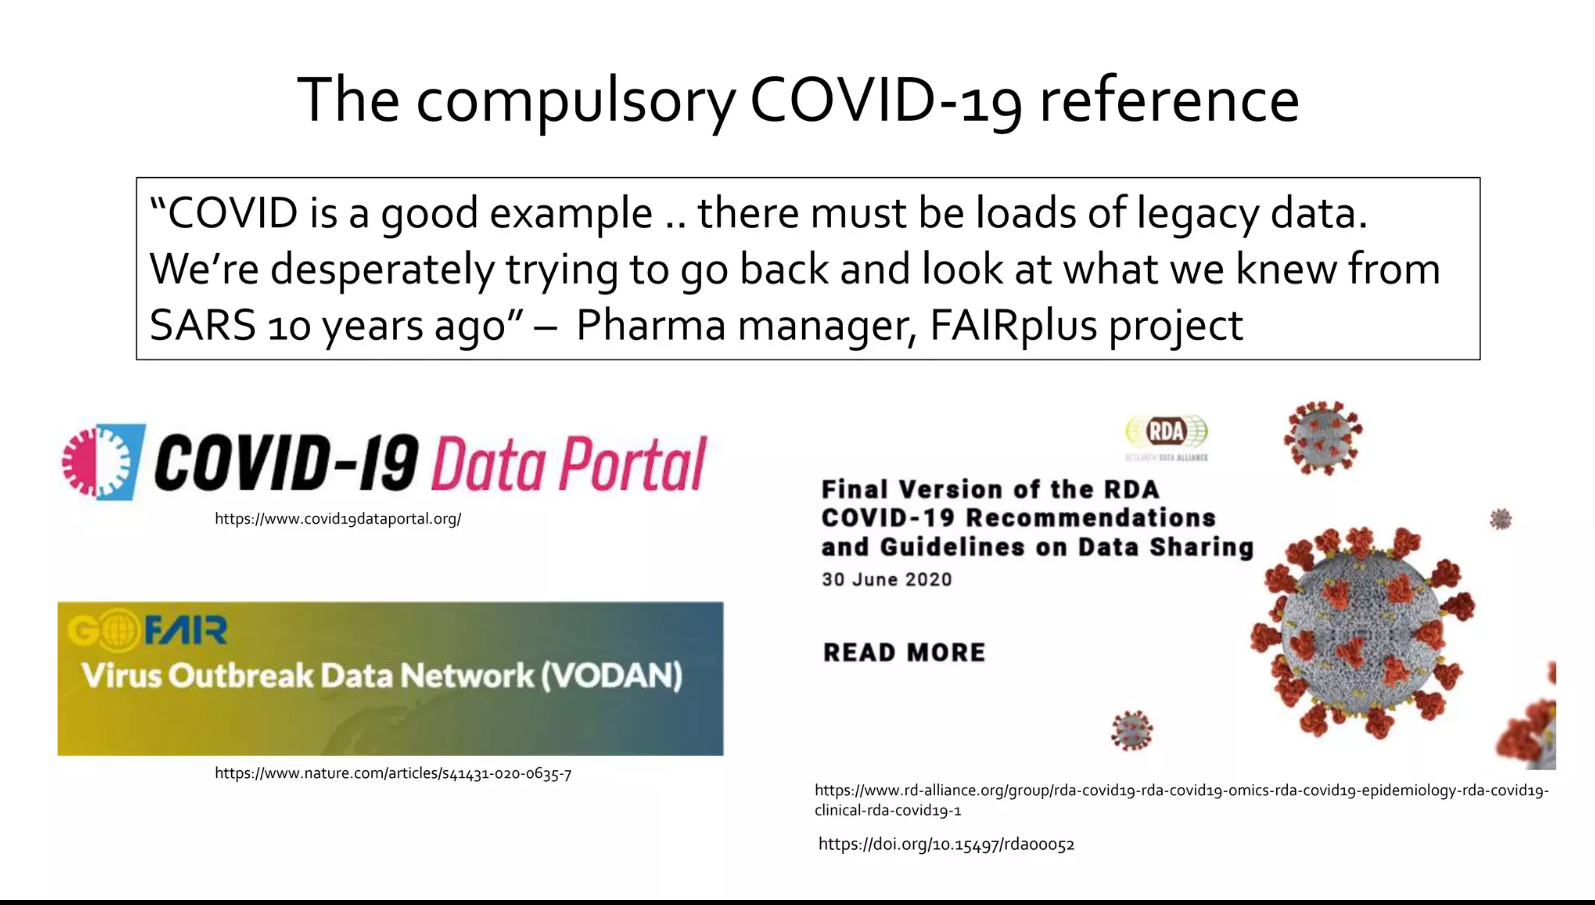 The compulsory COVID-19 reference
“COVID is a good example .. there must be loads of legacy data.
We’re desperately trying to go back and look at what we knew from
SARS 10 years ago” – Pharma manager, FAIRplus project
COVID-19 Data Portal
https://www.covid19dataportal.org/
GOFAIR
Virus Outbreak Data Network (VODAN)
https://www.nature.com/articles/s41431-020-0635-7
RDA
RESEARCH DATA ALLIANCE
Final Version of the RDA
COVID-19 Recommendations
and Guidelines on Data Sharing
30 June 2020
READ MORE
https://www.rd-alliance.org/group/rda-covid19-rda-covid19-omics-rda-covid19-epidemiology-rda-covid19-
clinical-rda-covid19-1
https://doi.org/10.15497/rda00052